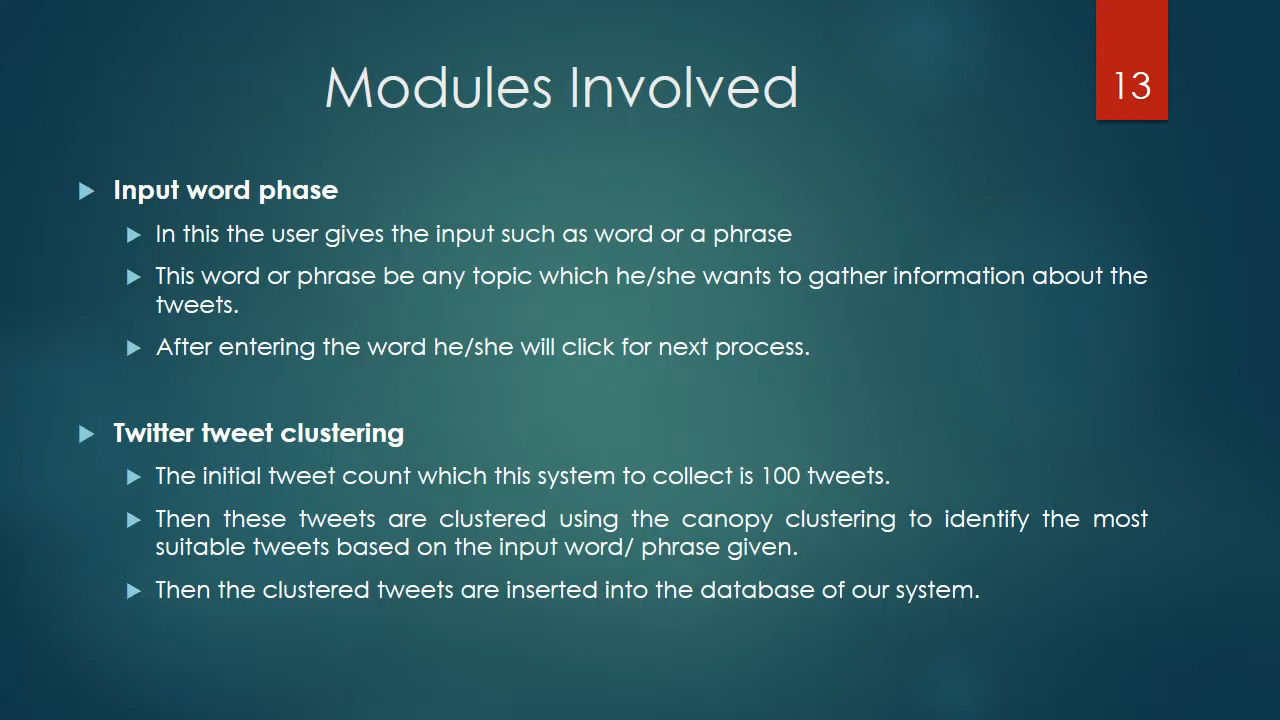 Modules Involved
13
Input word phase
In this the user gives the input such as word or a phrase
This word or phrase be any topic which he/she wants to gather information about the
tweets.
After entering the word he/she will click for next process.
Twitter tweet clustering
The initial tweet count which this system to collect is 100 tweets.
Then these tweets are clustered using the canopy clustering to identify the most
suitable tweets based on the input word/ phrase given.
Then the clustered tweets are inserted into the database of our system.